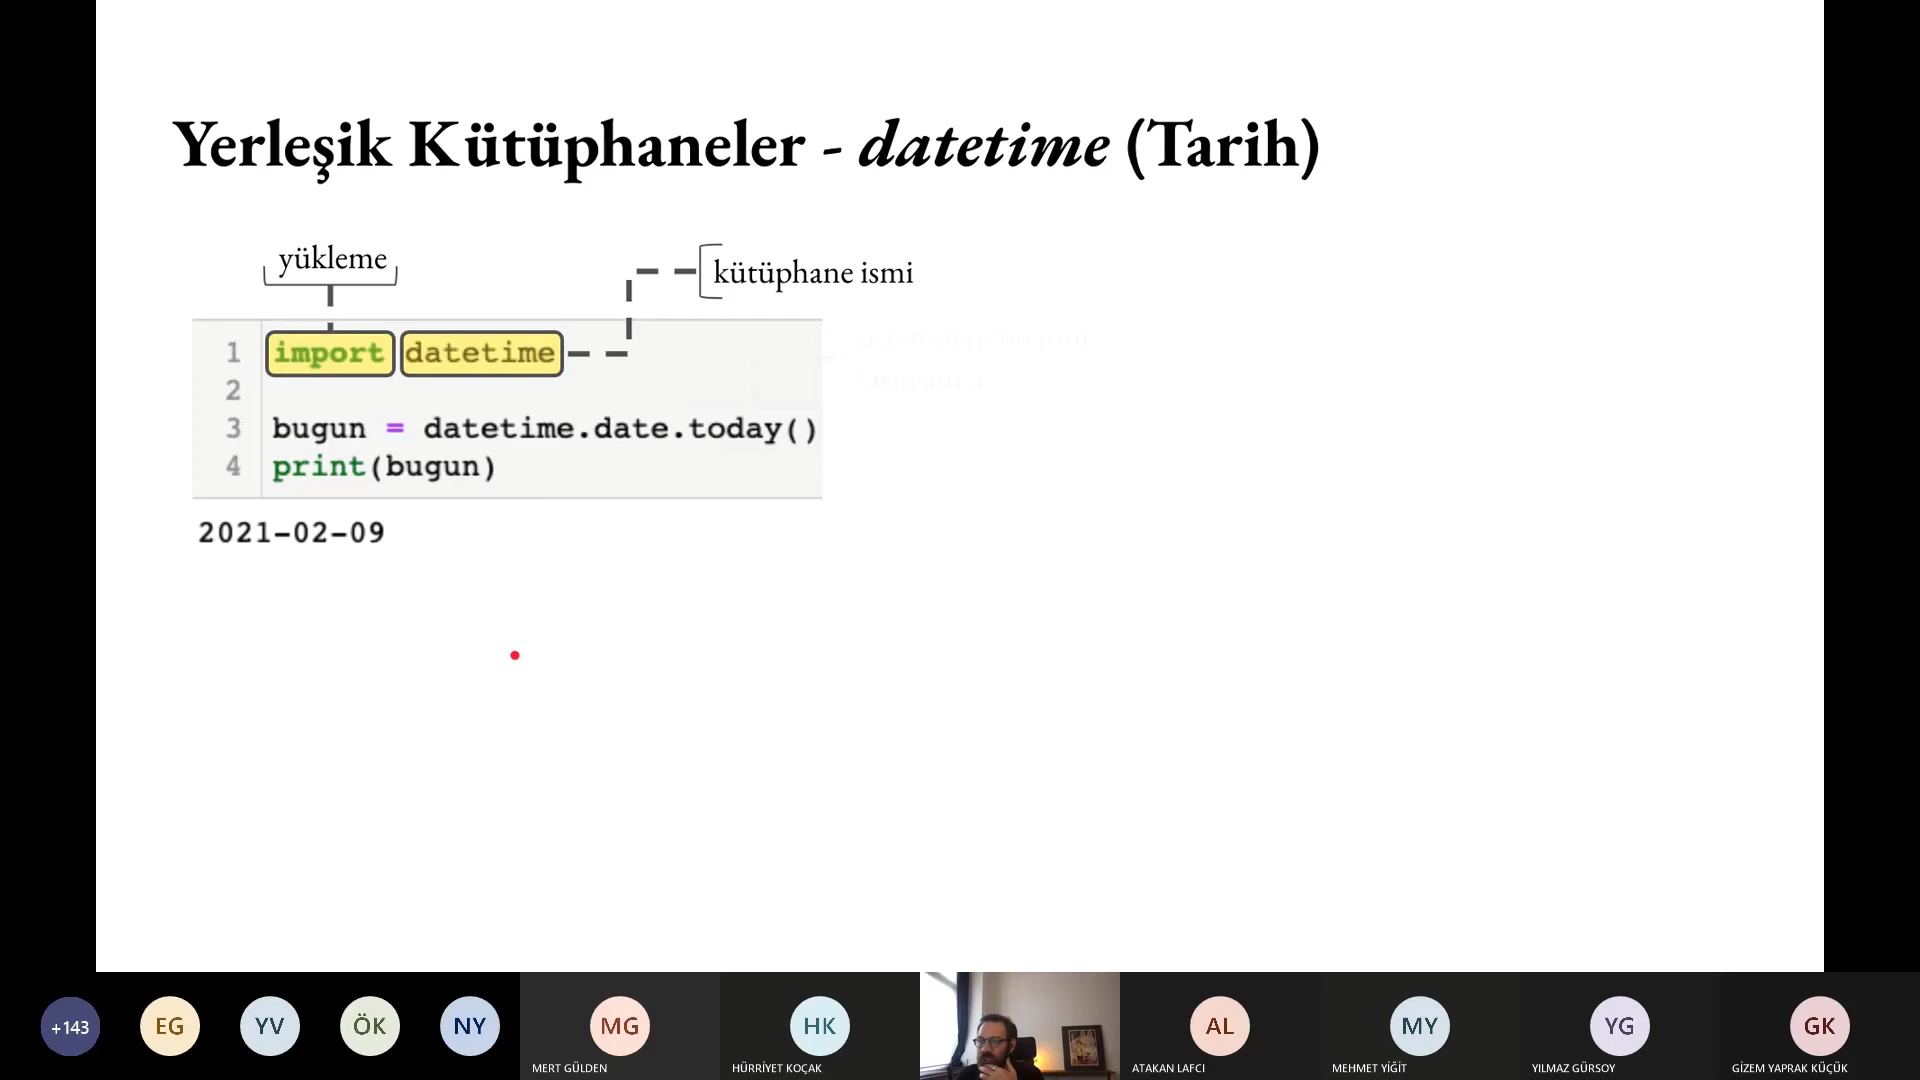 Yerleşik Kütüphaneler - datetime (Tarih)
yükleme
kütüphane ismi
1 import datetime
2
3 bugun = datetime.date.today()
4 print(bugun)
2021-02-09
+143
EG
YV
ÖK
NY
MG
HK
AL
MY
YG
GK
MERT GÜLDEN
HÜRRİYET KOÇAK
ATAKAN LAFCI
MEHMET YİĞİT
YILMAZ GÜRSOY
GİZEM YAPRAK KÜÇÜK